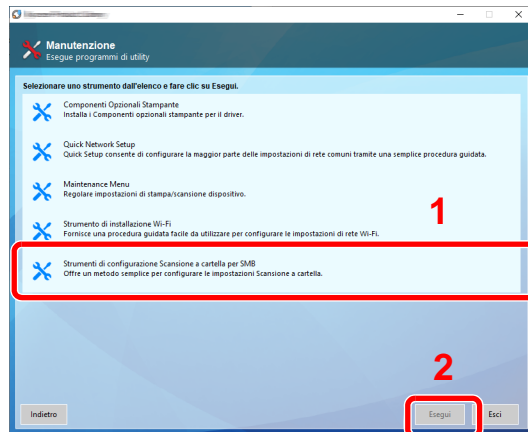 Manutenzione
Esegue programmi di utility
Selezionare uno strumento dall'elenco e fare clic su Esegui.
Componenti Opzionali Stampante
Installa i Componenti opzionali stampante per il driver.
Quick Network Setup
Quick Setup consente di configurare la maggior parte delle impostazioni di rete comuni tramite una semplice procedura guidata.
Maintenance Menu
Regolare impostazioni di stampa/scansione dispositivo.
1
Strumento di installazione Wi-Fi
Fornisce una procedura guidata facile da utilizzare per configurare le impostazioni di rete Wi-Fi.
Strumenti di configurazione Scansione a cartella per SMB
Offre un metodo semplice per configurare le impostazioni Scansione a cartella.
2
Indietro
Esegui
Esci